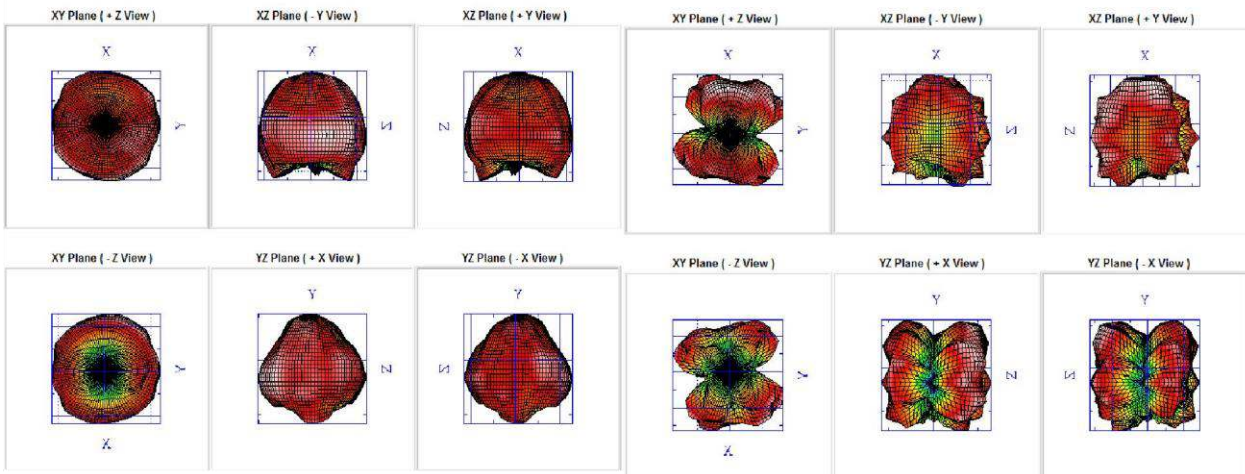 XY Plane ( + Z View )
XZ Plane ( - Y View )
XZ Plane ( + Y View )
XY Plane ( + Z View )
XZ Plane ( - Y View )
XZ Plane ( + Y View )
X
X
X
X
X
X
Y
Z
Z
Y
Z
Z
XY Plane ( - Z View )
YZ Plane ( + X View )
YZ Plane ( - X View )
XY Plane ( - Z View )
YZ Plane ( + X View )
YZ Plane ( - X View )
Y
Y
Y
Y
Y
Z
Z
Y
Z
Z
X
X